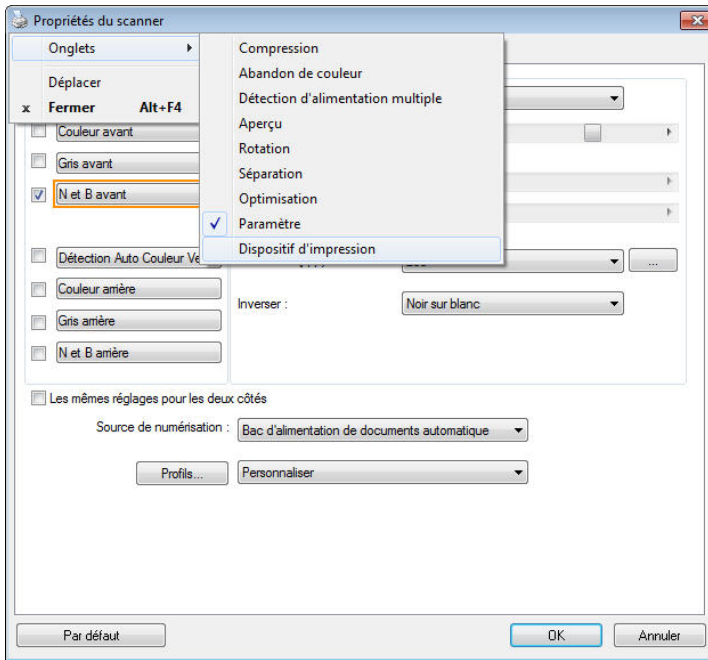 Propriétés du scanner
Onglets
Déplacer
x Fermer Alt+F4
Compression
Abandon de couleur
Détection d'alimentation multiple
Aperçu
Rotation
Séparation
Optimisation
Paramètre
Dispositif d'impression
Couleur avant
Gris avant
N et B avant
Détection Auto Couleur Ve
Couleur arrière
Gris arrière
N et B arrière
...
Inverser :
Noir sur blanc
Les mêmes réglages pour les deux côtés
Source de numérisation :
Bac d'alimentation de documents automatique
Profils...
Personnaliser
Par défaut
OK
Annuler